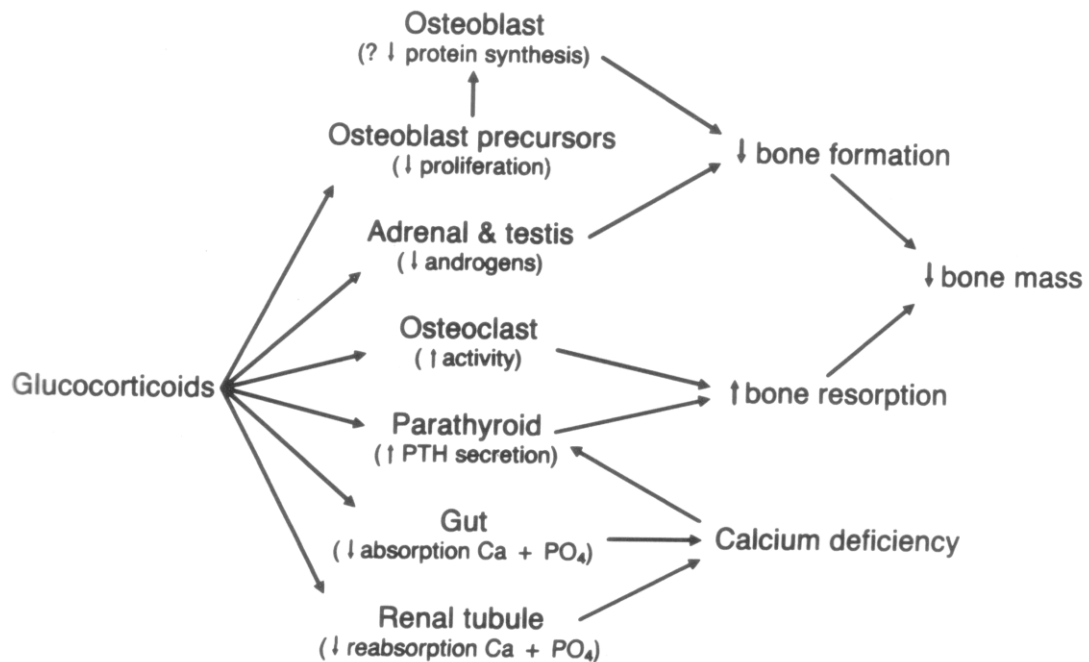 Osteoblast
(? ↓ protein synthesis)
Osteoblast precursors
(↓ proliferation)
↓ bone formation
Adrenal & testis
(↓ androgens)
↓ bone mass
Osteoclast
(↑ activity)
Glucocorticoids
↑ bone resorption
Parathyroid
(↑ PTH secretion)
Gut
(↓ absorption Ca + PO₄)
Calcium deficiency
Renal tubule
(↓ reabsorption Ca + PO₄)